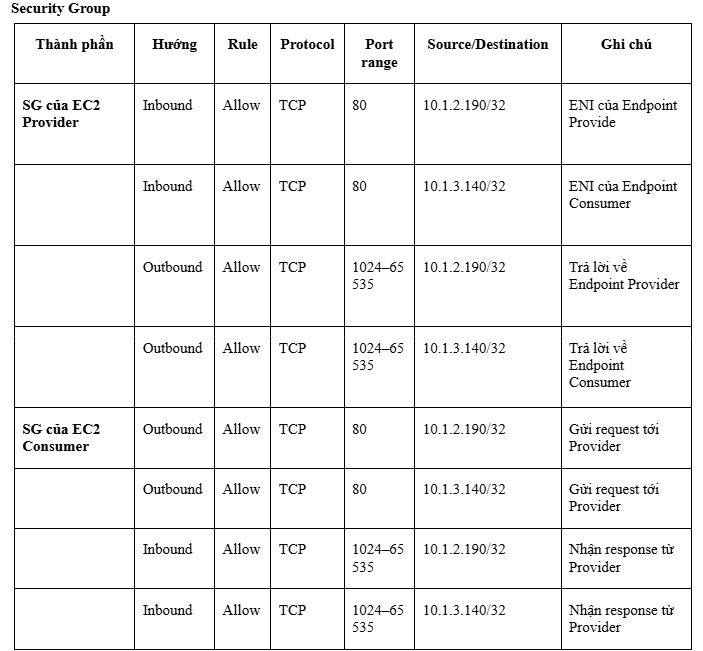 Security Group
Thành phần Hướng Rule Protocol Port range Source/Destination Ghi chú
SG của EC2 Provider Inbound Allow TCP 80 10.1.2.190/32 ENI của Endpoint Provide
Inbound Allow TCP 80 10.1.3.140/32 ENI của Endpoint Consumer
Outbound Allow TCP 1024–65535 10.1.2.190/32 Trả lời về Endpoint Provider
Outbound Allow TCP 1024–65535 10.1.3.140/32 Trả lời về Endpoint Consumer
SG của EC2 Consumer Outbound Allow TCP 80 10.1.2.190/32 Gửi request tới Provider
Outbound Allow TCP 80 10.1.3.140/32 Gửi request tới Provider
Inbound Allow TCP 1024–65535 10.1.2.190/32 Nhận response từ Provider
Inbound Allow TCP 1024–65535 10.1.3.140/32 Nhận response từ Provider